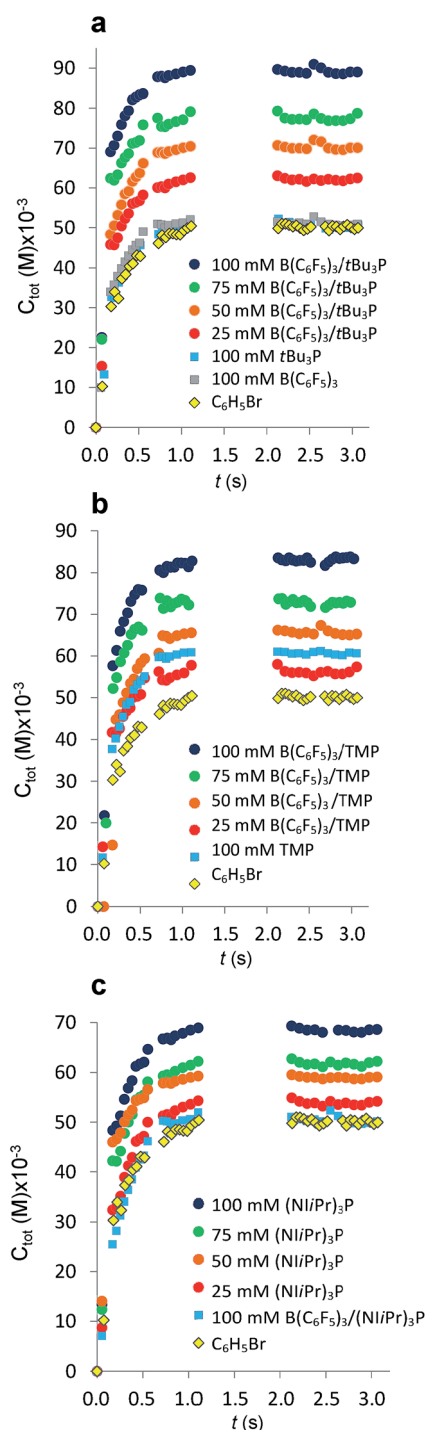 a
C_tot (M)x10^-3
90
80
70
60
50
40
30
20
10
0
100 mM B(C₆F₅)₃/tBu₃P
75 mM B(C₆F₅)₃/tBu₃P
50 mM B(C₆F₅)₃/tBu₃P
25 mM B(C₆F₅)₃/tBu₃P
100 mM tBu₃P
100 mM B(C₆F₅)₃
C₆H₅Br
0.0 0.5 1.0 1.5 2.0 2.5 3.0
t (s)
b
C_tot (M)x10^-3
90
80
70
60
50
40
30
20
10
0
100 mM B(C₆F₅)₃/TMP
75 mM B(C₆F₅)₃/TMP
50 mM B(C₆F₅)₃/TMP
25 mM B(C₆F₅)₃/TMP
100 mM TMP
C₆H₅Br
0.0 0.5 1.0 1.5 2.0 2.5 3.0
t (s)
c
C_tot (M)x10^-3
70
60
50
40
30
20
10
0
100 mM (NIiPr)₃P
75 mM (NIiPr)₃P
50 mM (NIiPr)₃P
25 mM (NIiPr)₃P
100 mM B(C₆F₅)₃/(NIiPr)₃P
C₆H₅Br
0.0 0.5 1.0 1.5 2.0 2.5 3.0
t (s)